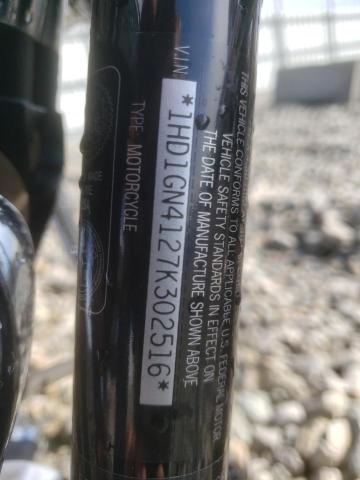 THIS VEHICLE CONFORMS TO ALL APPLICABLE U.S. FEDERAL MOTOR
VEHICLE SAFETY STANDARDS IN EFFECT ON
THE DATE OF MANUFACTURE SHOWN ABOVE
V.I.N.
*1HD1GN4127K302516*
TYPE: MOTORCYCLE
MADE